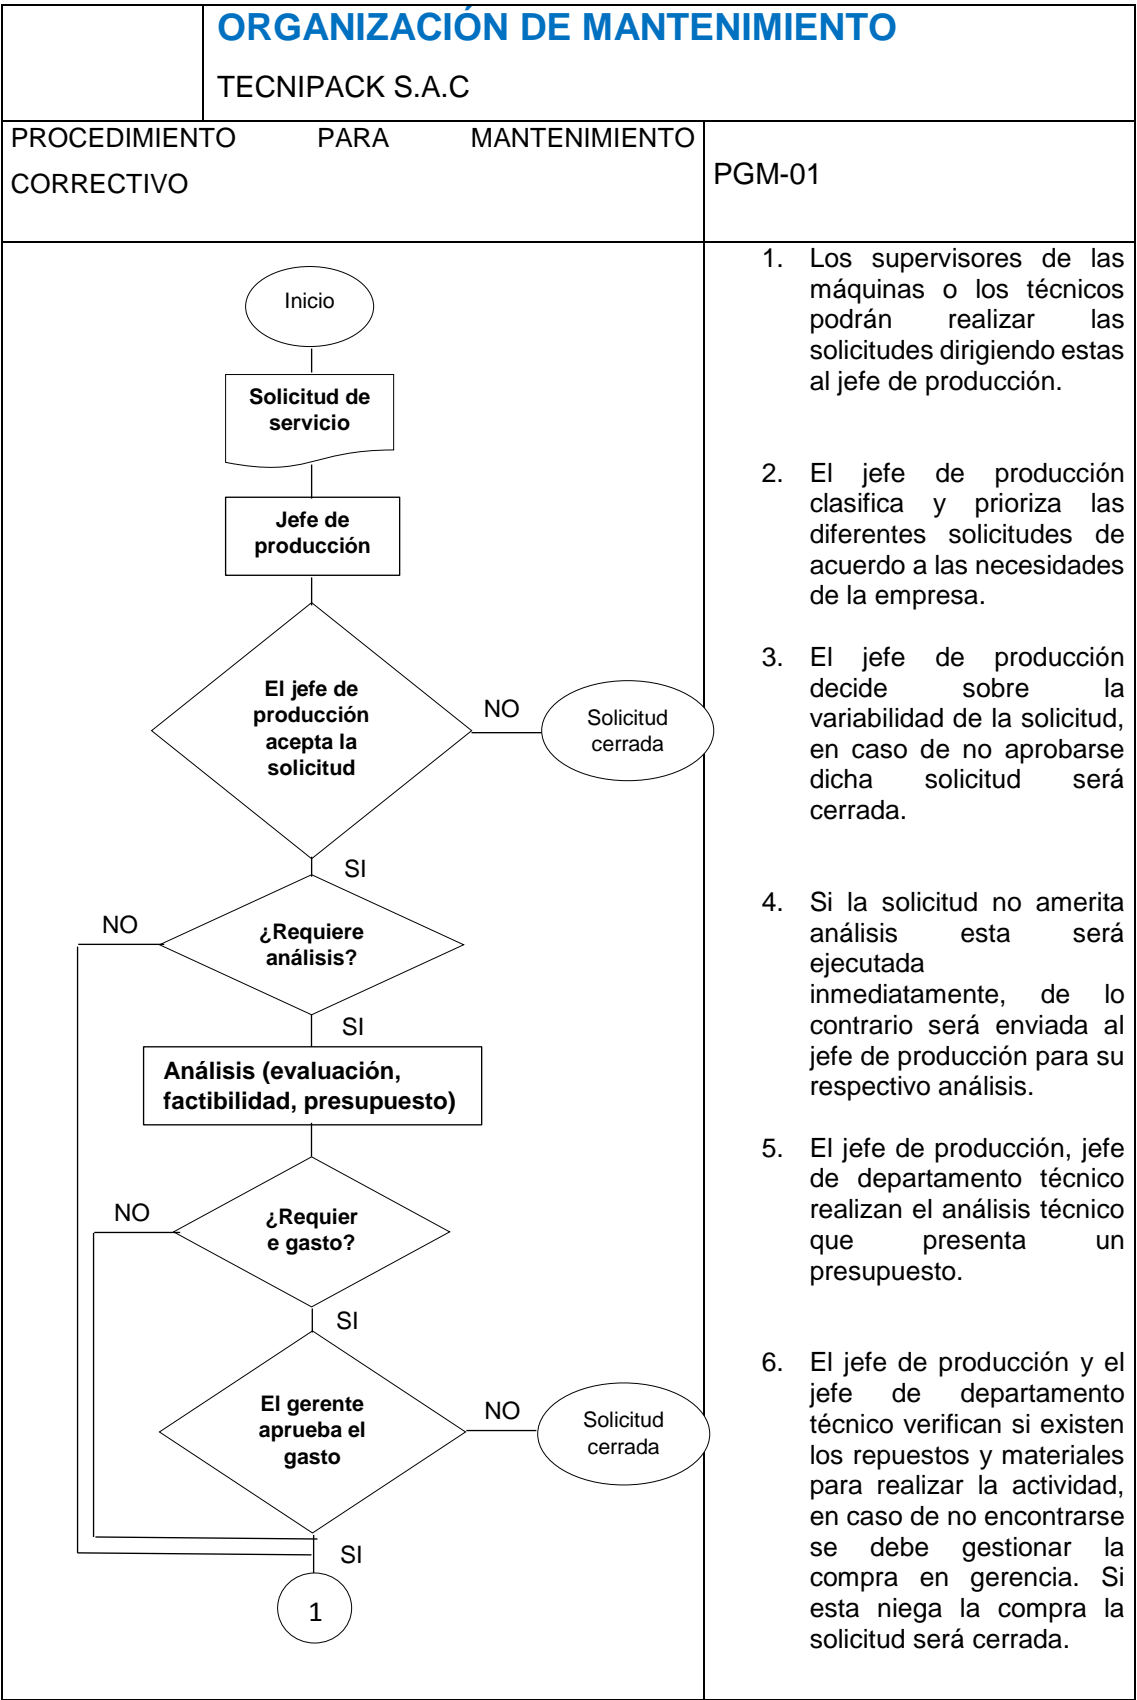 ORGANIZACIÓN DE MANTENIMIENTO
TECNIPACK S.A.C
PROCEDIMIENTO PARA MANTENIMIENTO
CORRECTIVO
PGM-01
Inicio
Solicitud de
servicio
Jefe de
producción
El jefe de
producción
acepta la
solicitud
NO
Solicitud
cerrada
SI
¿Requiere
análisis?
NO
SI
Análisis (evaluación,
factibilidad, presupuesto)
¿Requier
e gasto?
NO
SI
El gerente
aprueba el
gasto
NO
Solicitud
cerrada
SI
1
1. Los supervisores de las
máquinas o los técnicos
podrán realizar las
solicitudes dirigiendo estas
al jefe de producción.
2. El jefe de producción
clasifica y prioriza las
diferentes solicitudes de
acuerdo a las necesidades
de la empresa.
3. El jefe de producción
decide sobre la
variabilidad de la solicitud,
en caso de no aprobarse
dicha solicitud será
cerrada.
4. Si la solicitud no amerita
análisis esta será
ejecutada
inmediatamente, de lo
contrario será enviada al
jefe de producción para su
respectivo análisis.
5. El jefe de producción, jefe
de departamento técnico
realizan el análisis técnico
que presenta un
presupuesto.
6. El jefe de producción y el
jefe de departamento
técnico verifican si existen
los repuestos y materiales
para realizar la actividad,
en caso de no encontrarse
se debe gestionar la
compra en gerencia. Si
esta niega la compra la
solicitud será cerrada.